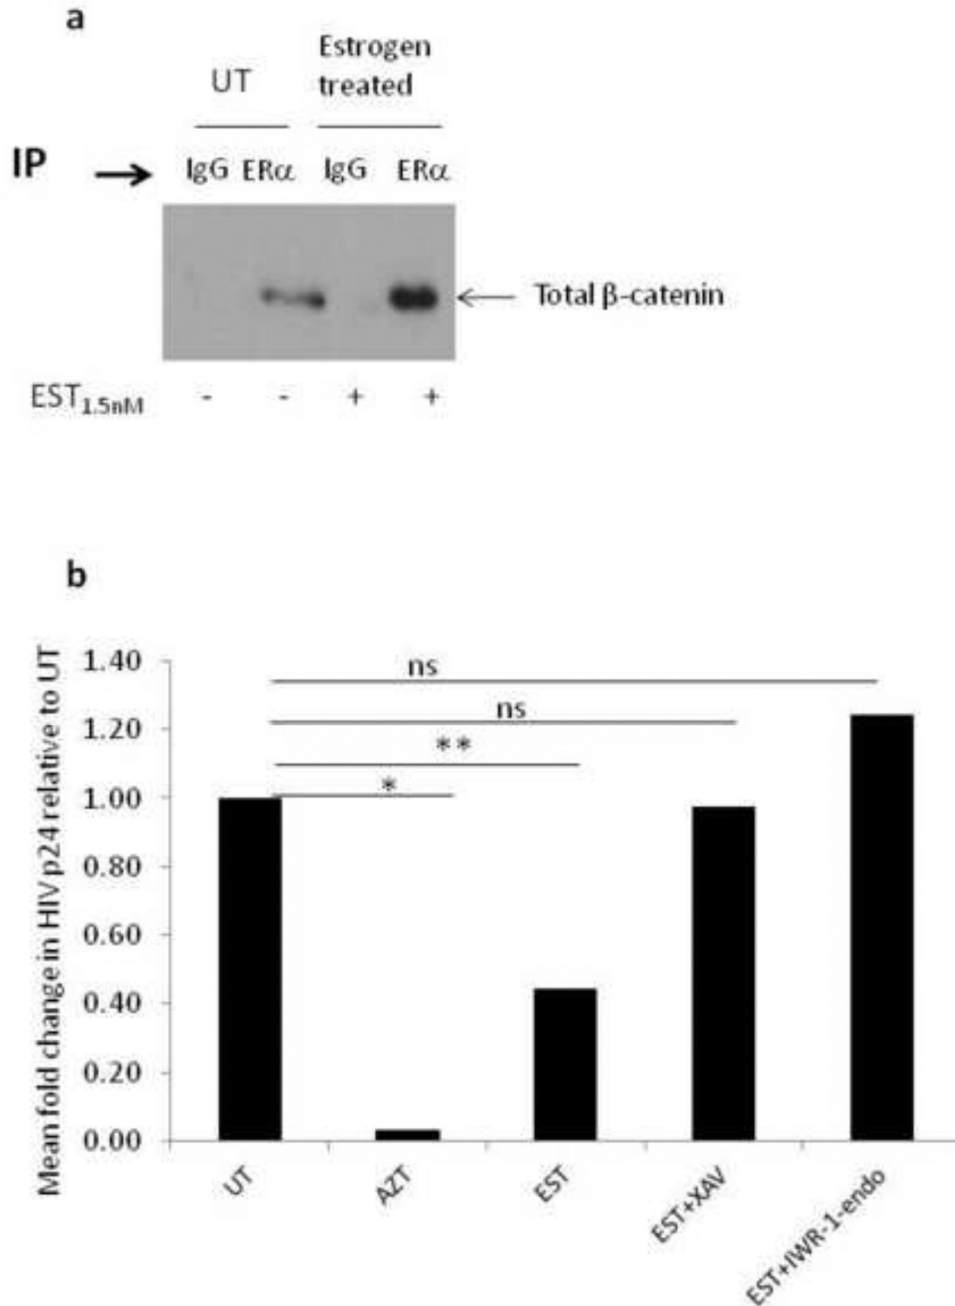 a
UT
Estrogen
treated
IP
IgG ERα IgG ERα
Total β-catenin
EST1.5nM - - + +
b
Mean fold change in HIV p24 relative to UT
1.40
1.20
1.00
0.80
0.60
0.40
0.20
0.00
ns
ns
**
*
UT
AZT
EST
EST+XAV
EST+IWR-1-endo